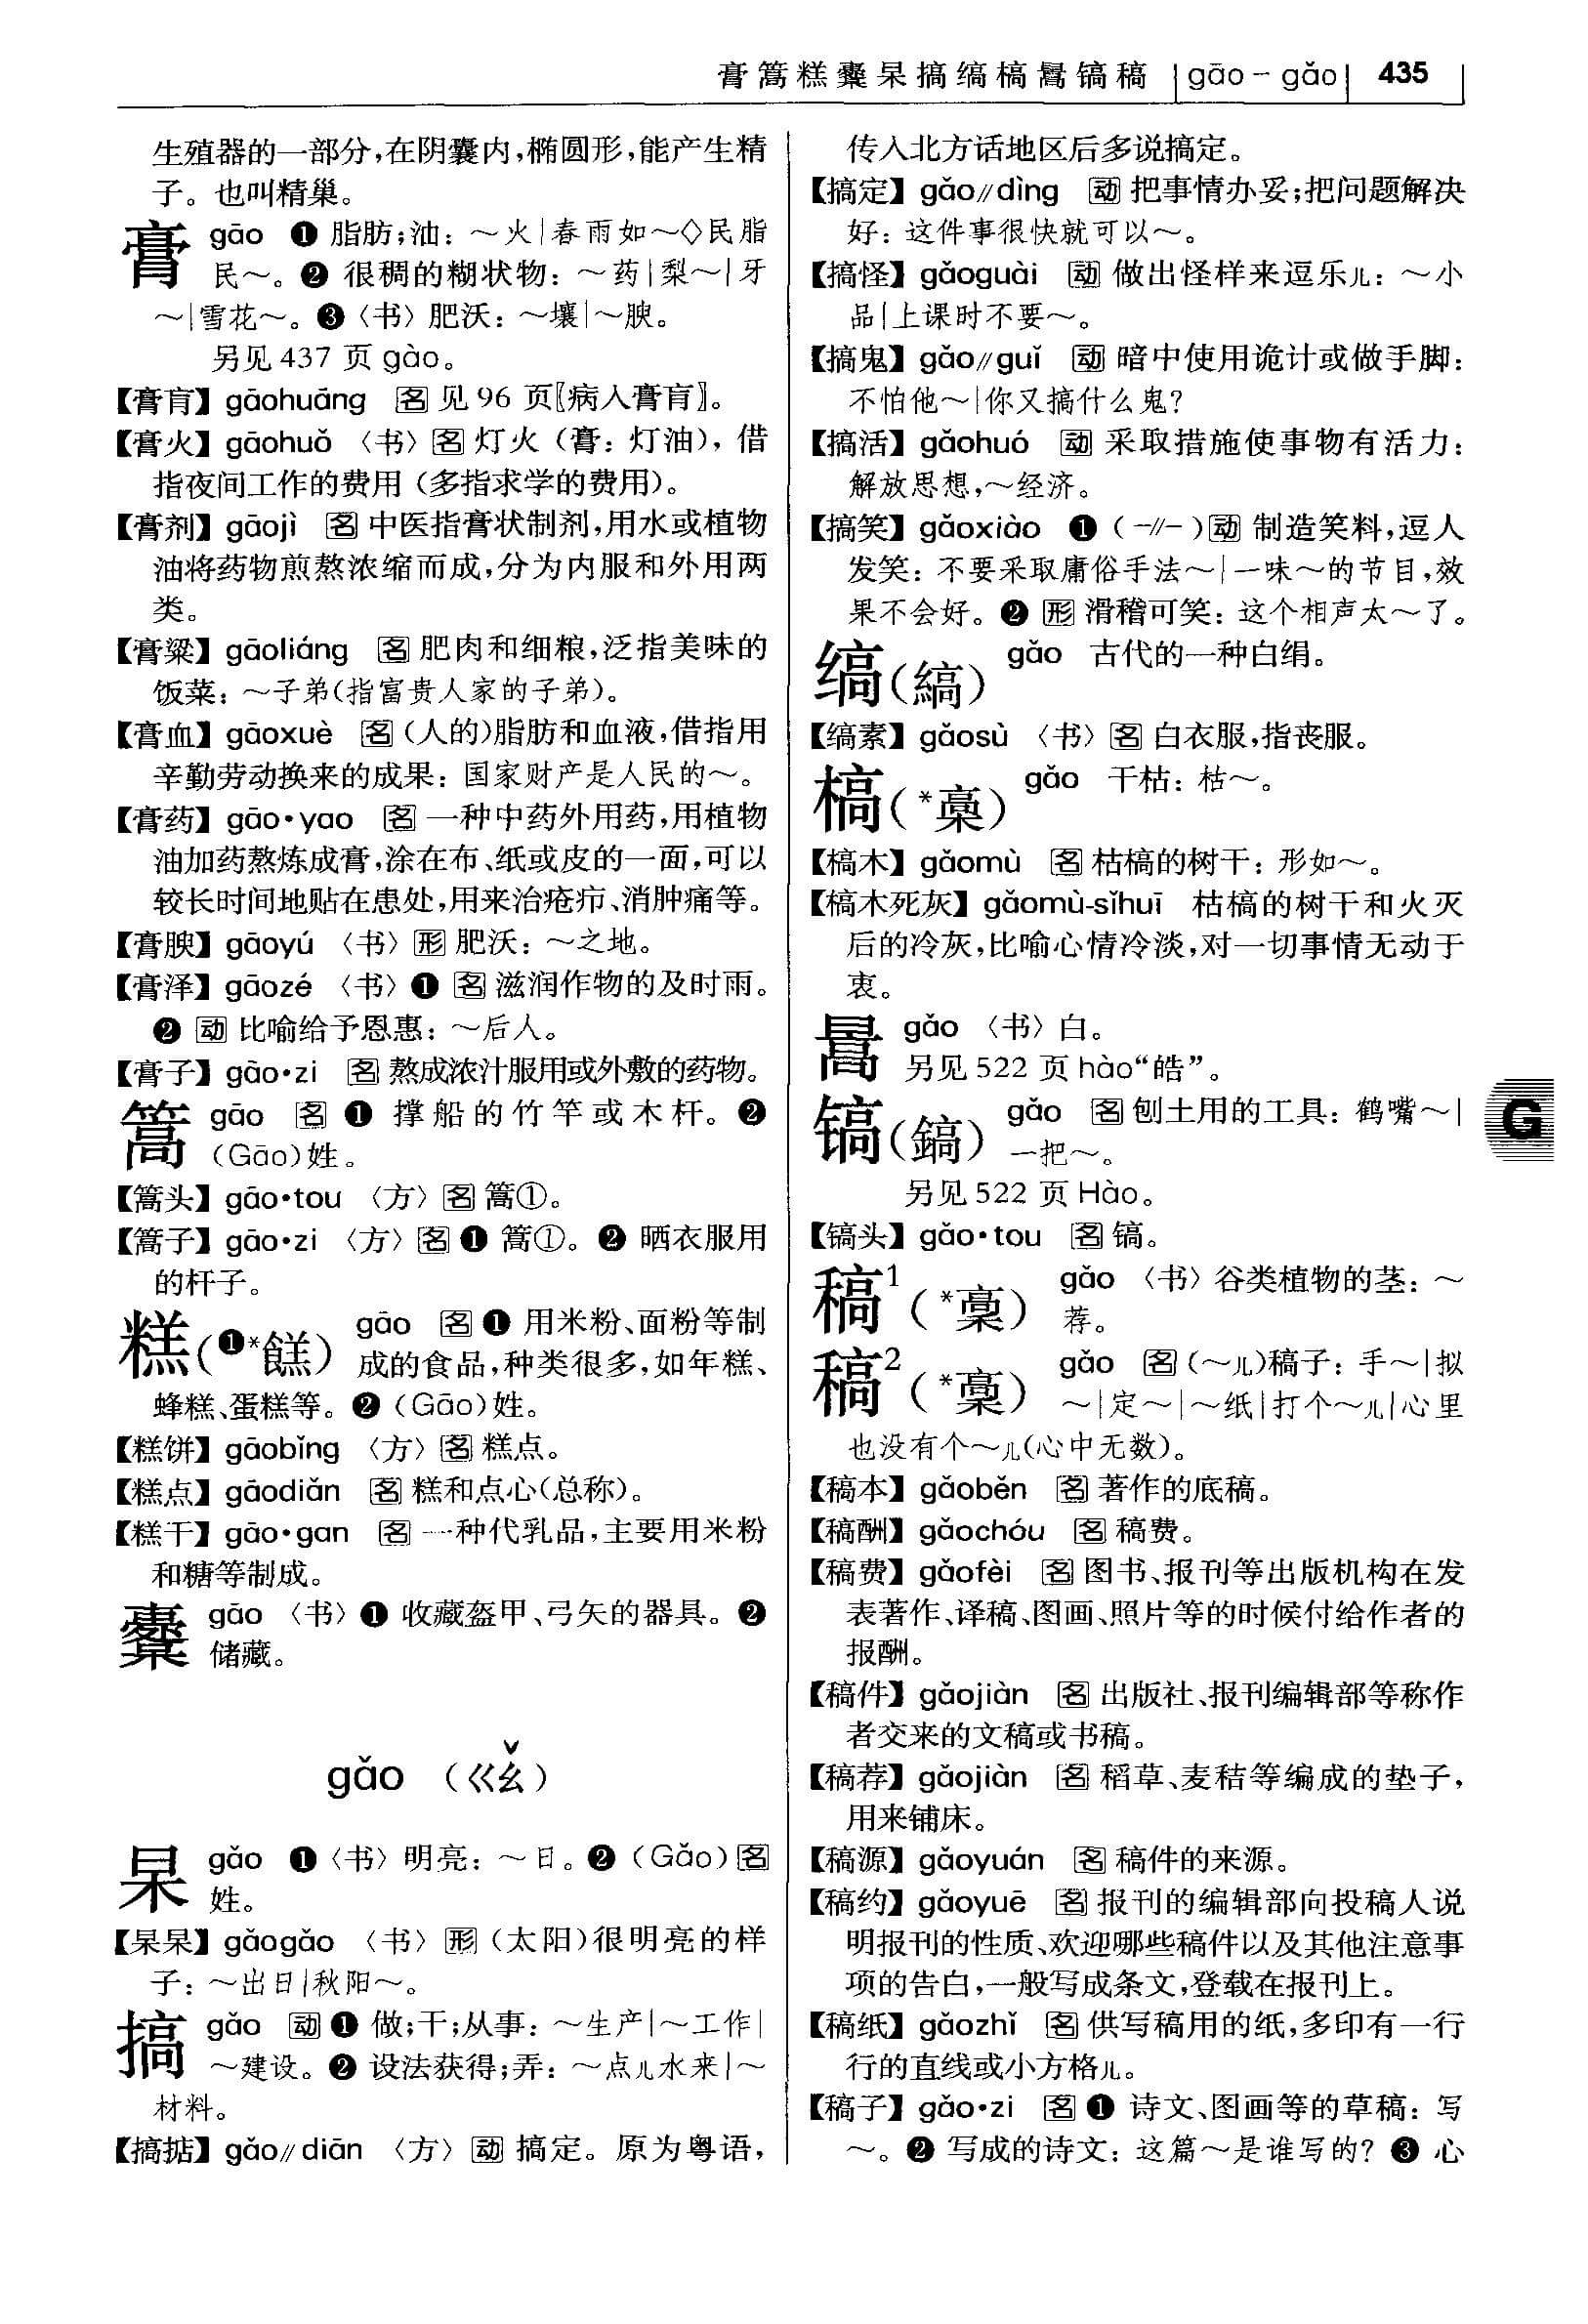 膏篙糕櫜杲搞缟槁暠镐稿 gāo－gǎo 435
生殖器的一部分，在阴囊内，椭圆形，能产生精
子。也叫精巢。
膏 gāo ❶ 脂肪；油：～火|春雨如～◇民脂
民～。❷ 很稠的糊状物：～药|梨～|牙
～|雪花～。❸〈书〉肥沃：～壤|～腴。
另见 437 页 gào。
【膏肓】gāohuāng 名 见 96 页〖病入膏肓〗。
【膏火】gāohuǒ 〈书〉名 灯火（膏：灯油），借
指夜间工作的费用（多指求学的费用）。
【膏剂】gāojì 名 中医指膏状制剂，用水或植物
油将药物煎熬浓缩而成，分为内服和外用两
类。
【膏粱】gāoliáng 名 肥肉和细粮，泛指美味的
饭菜：～子弟（指富贵人家的子弟）。
【膏血】gāoxuè 名（人的）脂肪和血液，借指用
辛勤劳动换来的成果：国家财产是人民的～。
【膏药】gāo•yao 名 一种中药外用药，用植物
油加药熬炼成膏，涂在布、纸或皮的一面，可以
较长时间地贴在患处，用来治疮疖、消肿痛等。
【膏腴】gāoyú 〈书〉形 肥沃：～之地。
【膏泽】gāozé 〈书〉❶ 名 滋润作物的及时雨。
❷ 动 比喻给予恩惠：～后人。
【膏子】gāo•zi 名 熬成浓汁服用或外敷的药物。
篙 gāo 名 ❶ 撑船的竹竿或木杆。❷
（Gāo）姓。
【篙头】gāo•tou 〈方〉名 篙①。
【篙子】gāo•zi 〈方〉名 ❶ 篙①。❷ 晒衣服用
的杆子。
糕（❶*餻） gāo 名 ❶ 用米粉、面粉等制
成的食品，种类很多，如年糕、
蜂糕、蛋糕等。❷（Gāo）姓。
【糕饼】gāobǐng 〈方〉名 糕点。
【糕点】gāodiǎn 名 糕和点心（总称）。
【糕干】gāo•gan 名 一种代乳品，主要用米粉
和糖等制成。
櫜 gāo 〈书〉❶ 收藏盔甲、弓矢的器具。❷
储藏。
gǎo （ㄍㄠˇ）
杲 gǎo ❶〈书〉明亮：～日。❷（Gǎo）名
姓。
【杲杲】gǎogǎo 〈书〉形（太阳）很明亮的样
子：～出日|秋阳～。
搞 gǎo 动 ❶ 做；干；从事：～生产|～工作|
～建设。❷ 设法获得；弄：～点儿水来|～
材料。
【搞掂】gǎo//diān 〈方〉动 搞定。原为粤语，
传入北方话地区后多说搞定。
【搞定】gǎo//dìng 动 把事情办妥；把问题解决
好：这件事很快就可以～。
【搞怪】gǎoguài 动 做出怪样来逗乐儿：～小
品|上课时不要～。
【搞鬼】gǎo//guǐ 动 暗中使用诡计或做手脚：
不怕他～|你又搞什么鬼？
【搞活】gǎohuó 动 采取措施使事物有活力：
解放思想，～经济。
【搞笑】gǎoxiào ❶（－//－）动 制造笑料，逗人
发笑：不要采取庸俗手法～|一味～的节目，效
果不会好。❷ 形 滑稽可笑：这个相声太～了。
缟（縞） gǎo 古代的一种白绢。
【缟素】gǎosù 〈书〉名 白衣服，指丧服。
槁（*槀） gǎo 干枯：枯～。
【槁木】gǎomù 名 枯槁的树干：形如～。
【槁木死灰】gǎomù-sǐhuī 枯槁的树干和火灭
后的冷灰，比喻心情冷淡，对一切事情无动于
衷。
暠 gǎo 〈书〉白。
另见 522 页 hào“皓”。
镐（鎬） gǎo 名 刨土用的工具：鹤嘴～|
一把～。
另见 522 页 Hào。
【镐头】gǎo•tou 名 镐。
稿1（*稾） gǎo 〈书〉谷类植物的茎：～
荐。
稿2（*稾） gǎo 名（～儿）稿子：手～|拟
～|定～|～纸|打个～儿|心里
也没有个～儿（心中无数）。
【稿本】gǎoběn 名 著作的底稿。
【稿酬】gǎochóu 名 稿费。
【稿费】gǎofèi 名 图书、报刊等出版机构在发
表著作、译稿、图画、照片等的时候付给作者的
报酬。
【稿件】gǎojiàn 名 出版社、报刊编辑部等称作
者交来的文稿或书稿。
【稿荐】gǎojiàn 名 稻草、麦秸等编成的垫子，
用来铺床。
【稿源】gǎoyuán 名 稿件的来源。
【稿约】gǎoyuē 名 报刊的编辑部向投稿人说
明报刊的性质、欢迎哪些稿件以及其他注意事
项的告白，一般写成条文，登载在报刊上。
【稿纸】gǎozhǐ 名 供写稿用的纸，多印有一行
行的直线或小方格儿。
【稿子】gǎo•zi 名 ❶ 诗文、图画等的草稿：写
～。❷ 写成的诗文：这篇～是谁写的？❸ 心
G